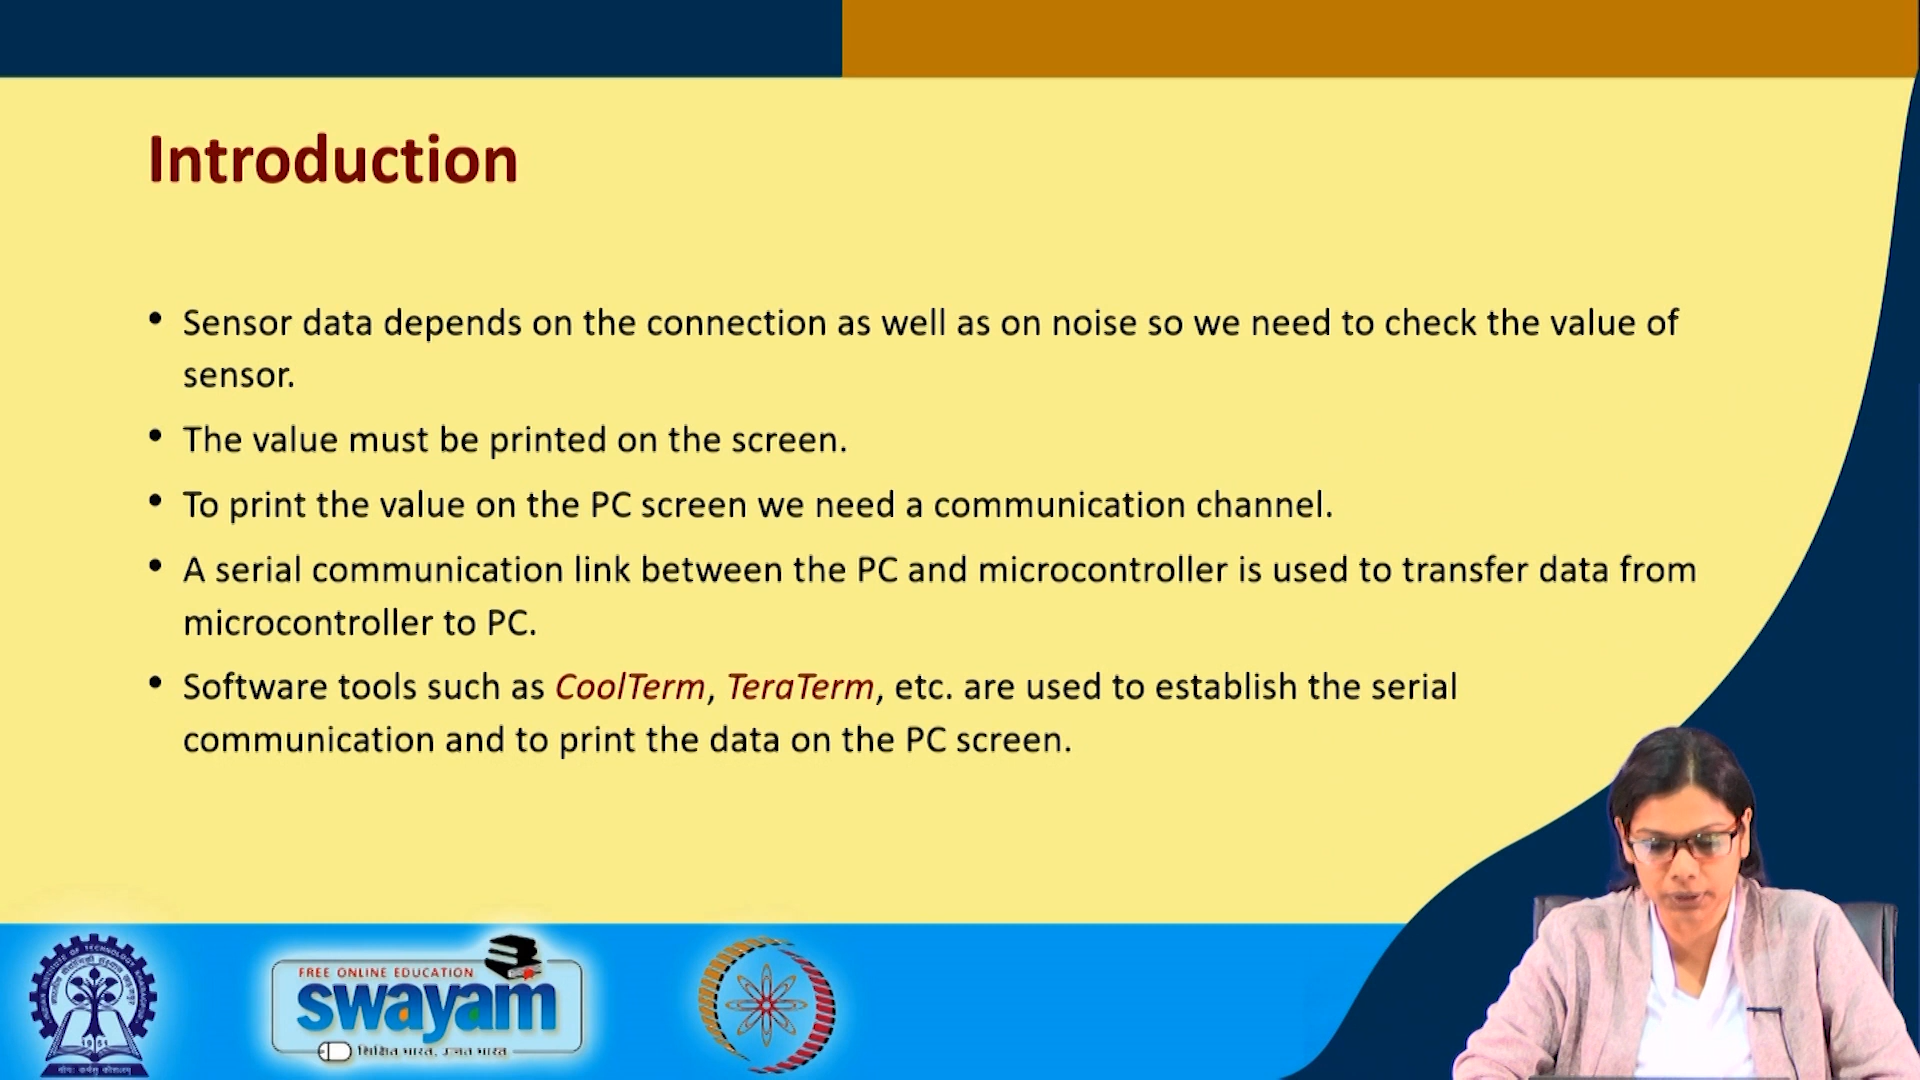 Introduction
• Sensor data depends on the connection as well as on noise so we need to check the value of
sensor.
• The value must be printed on the screen.
• To print the value on the PC screen we need a communication channel.
• A serial communication link between the PC and microcontroller is used to transfer data from
microcontroller to PC.
• Software tools such as CoolTerm, TeraTerm, etc. are used to establish the serial
communication and to print the data on the PC screen.
FREE ONLINE EDUCATION
swayam
शिक्षित भारत, उन्नत भारत
1951
योगः कर्मसु कौशलम्